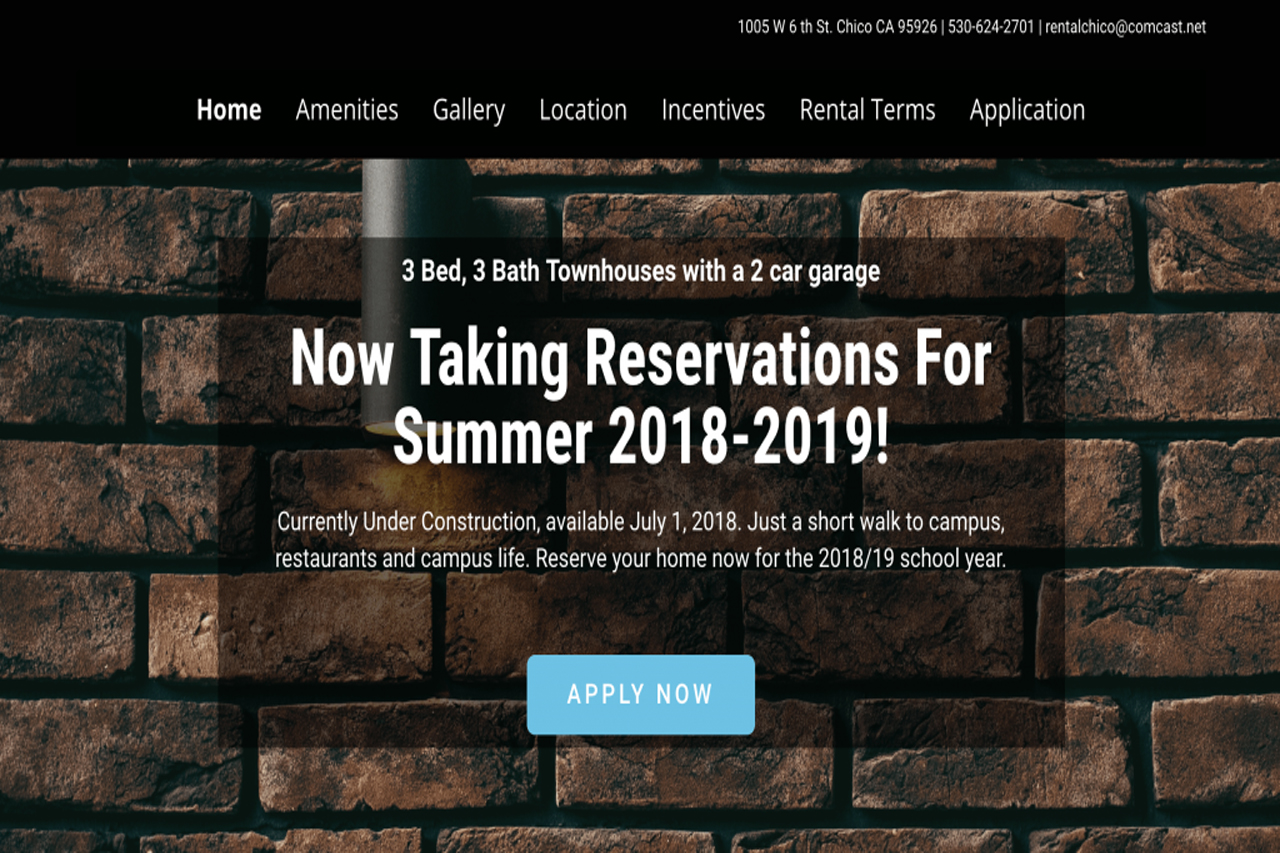 1005 W 6 th St. Chico CA 95926 | 530-624-2701 | rentalchico@comcast.net
Home Amenities Gallery Location Incentives Rental Terms Application
3 Bed, 3 Bath Townhouses with a 2 car garage
Now Taking Reservations For
Summer 2018-2019!
Currently Under Construction, available July 1, 2018. Just a short walk to campus,
restaurants and campus life. Reserve your home now for the 2018/19 school year.
APPLY NOW